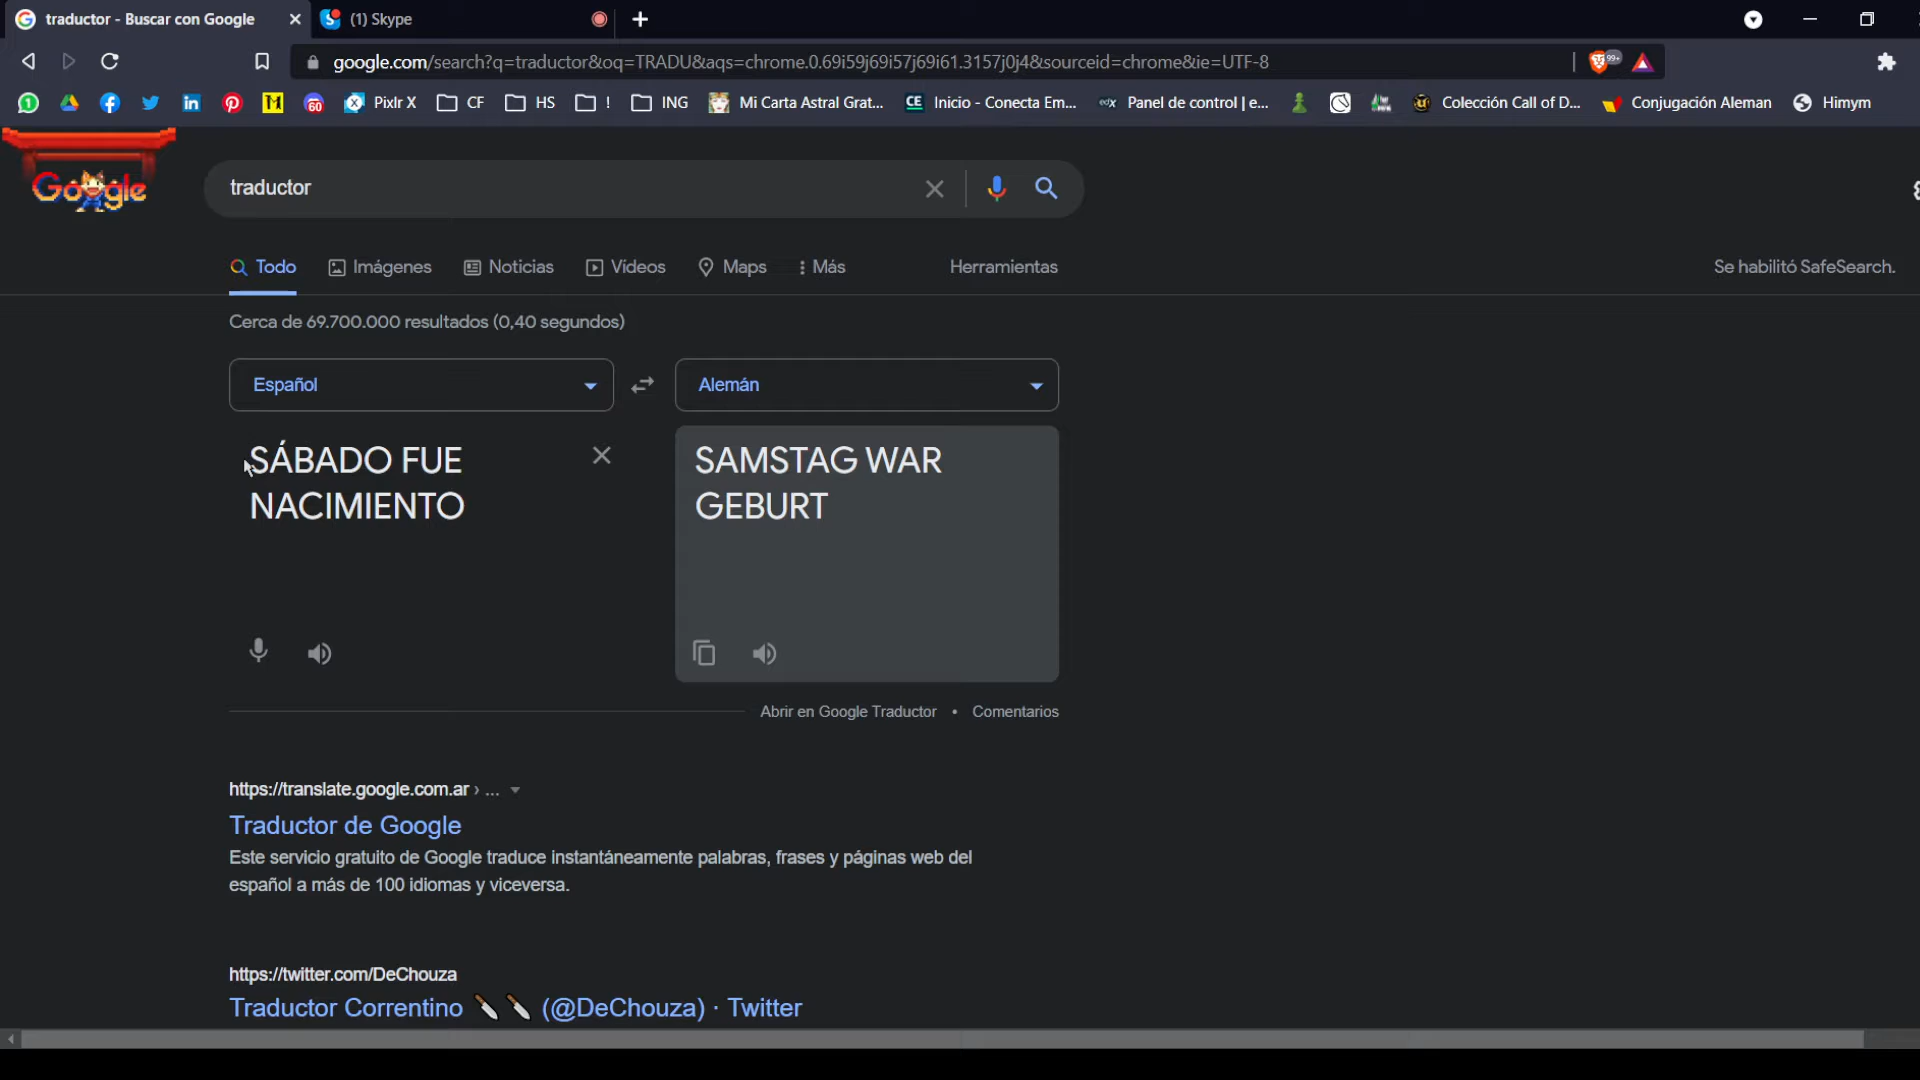 traductor - Buscar con Google
(1) Skype
google.com/search?q=traductor&oq=TRADU&aqs=chrome.0.69i59j69i57j69i61.3157j0j4&sourceid=chrome&ie=UTF-8
99+
60 Pixlr X CF HS ! ING Mi Carta Astral Grat... CE Inicio - Conecta Em... Panel de control | e... Colección Call of D... Conjugación Aleman Himym
Google
traductor
Todo Imágenes Noticias Videos Maps Más Herramientas Se habilitó SafeSearch.
Cerca de 69.700.000 resultados (0,40 segundos)
Español Alemán
SÁBADO FUE
NACIMIENTO
SAMSTAG WAR
GEBURT
Abrir en Google Traductor • Comentarios
https://translate.google.com.ar › ...
Traductor de Google
Este servicio gratuito de Google traduce instantáneamente palabras, frases y páginas web del
español a más de 100 idiomas y viceversa.
https://twitter.com/DeChouza
Traductor Correntino 🔪🔪 (@DeChouza) · Twitter